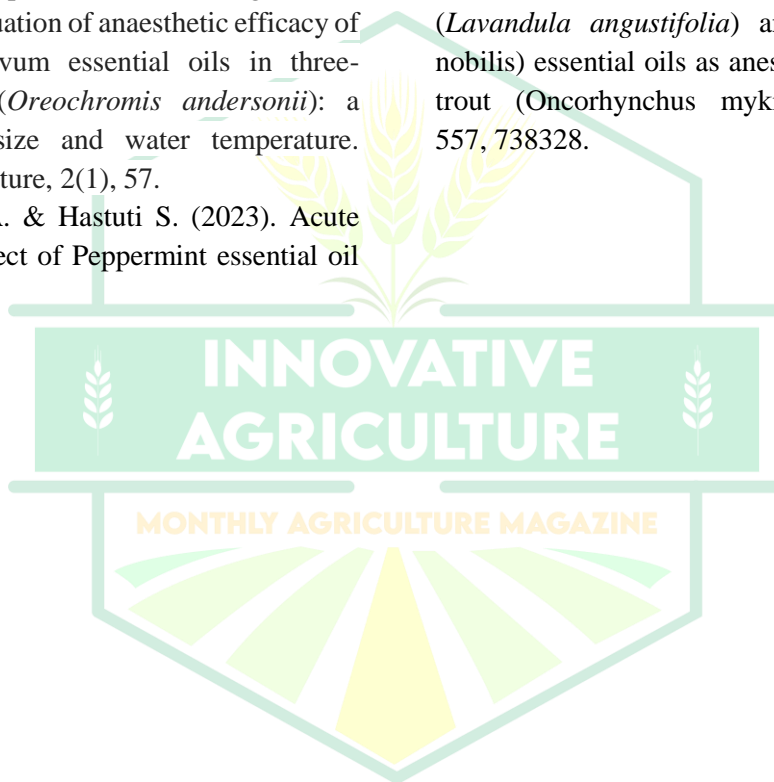 uation of anaesthetic efficacy of
vum essential oils in three-
(Oreochromis andersonii): a
size and water temperature.
ture, 2(1), 57.
A. & Hastuti S. (2023). Acute
ect of Peppermint essential oil
(Lavandula angustifolia) a
nobilis) essential oils as anes
trout (Oncorhynchus myki
557, 738328.
INNOVATIVE
AGRICULTURE
MONTHLY AGRICULTURE MAGAZINE